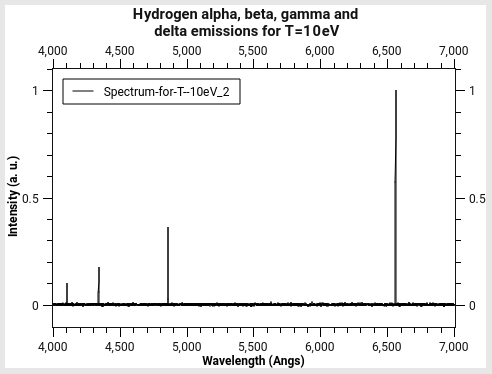 Hydrogen alpha, beta, gamma and
delta emissions for T=10eV
4,000 4,500 5,000 5,500 6,000 6,500 7,000
Spectrum-for-T--10eV_2
1 1
0.5 0.5
0 0
Intensity (a. u.)
4,000 4,500 5,000 5,500 6,000 6,500 7,000
Wavelength (Angs)